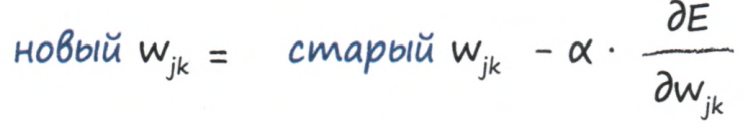 новый w_jk = старый w_jk - α · ∂E / ∂w_jk